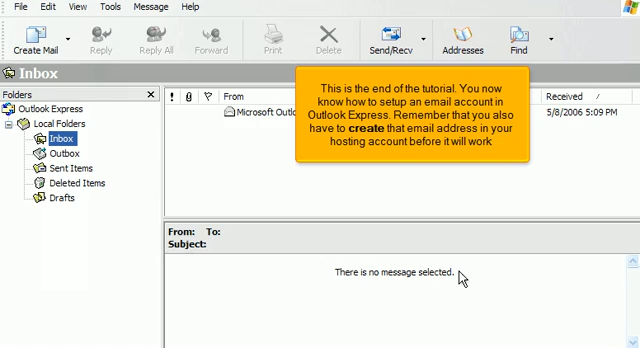 File Edit View Tools Message Help
Create Mail Reply Reply All Forward Print Delete Send/Recv Addresses Find
Inbox
Folders
Outlook Express
Local Folders
Inbox
Outbox
Sent Items
Deleted Items
Drafts
! From Received
Microsoft Outlo 5/8/2006 5:09 PM
This is the end of the tutorial. You now
know how to setup an email account in
Outlook Express. Remember that you also
have to create that email address in your
hosting account before it will work
From: To:
Subject:
There is no message selected.